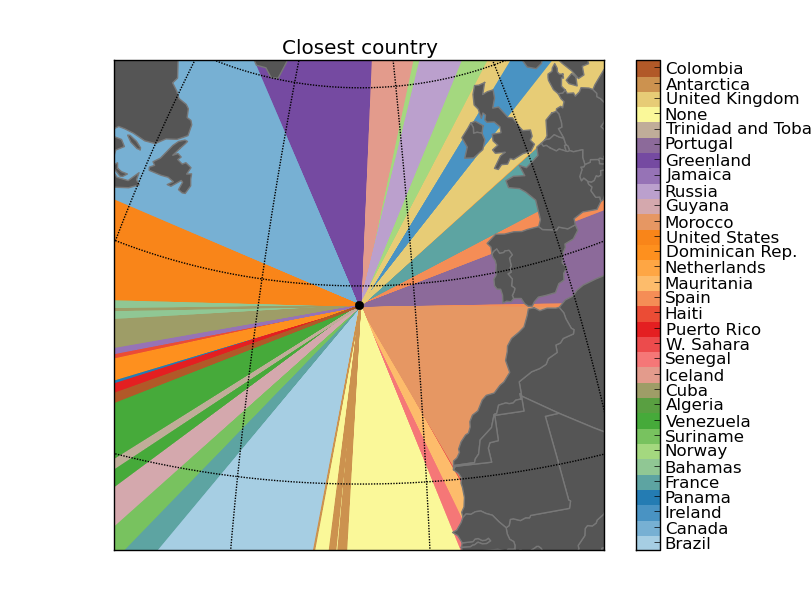 Closest country
Colombia
Antarctica
United Kingdom
None
Trinidad and Toba
Portugal
Greenland
Jamaica
Russia
Guyana
Morocco
United States
Dominican Rep.
Netherlands
Mauritania
Spain
Haiti
Puerto Rico
W. Sahara
Senegal
Iceland
Cuba
Algeria
Venezuela
Suriname
Norway
Bahamas
France
Panama
Ireland
Canada
Brazil